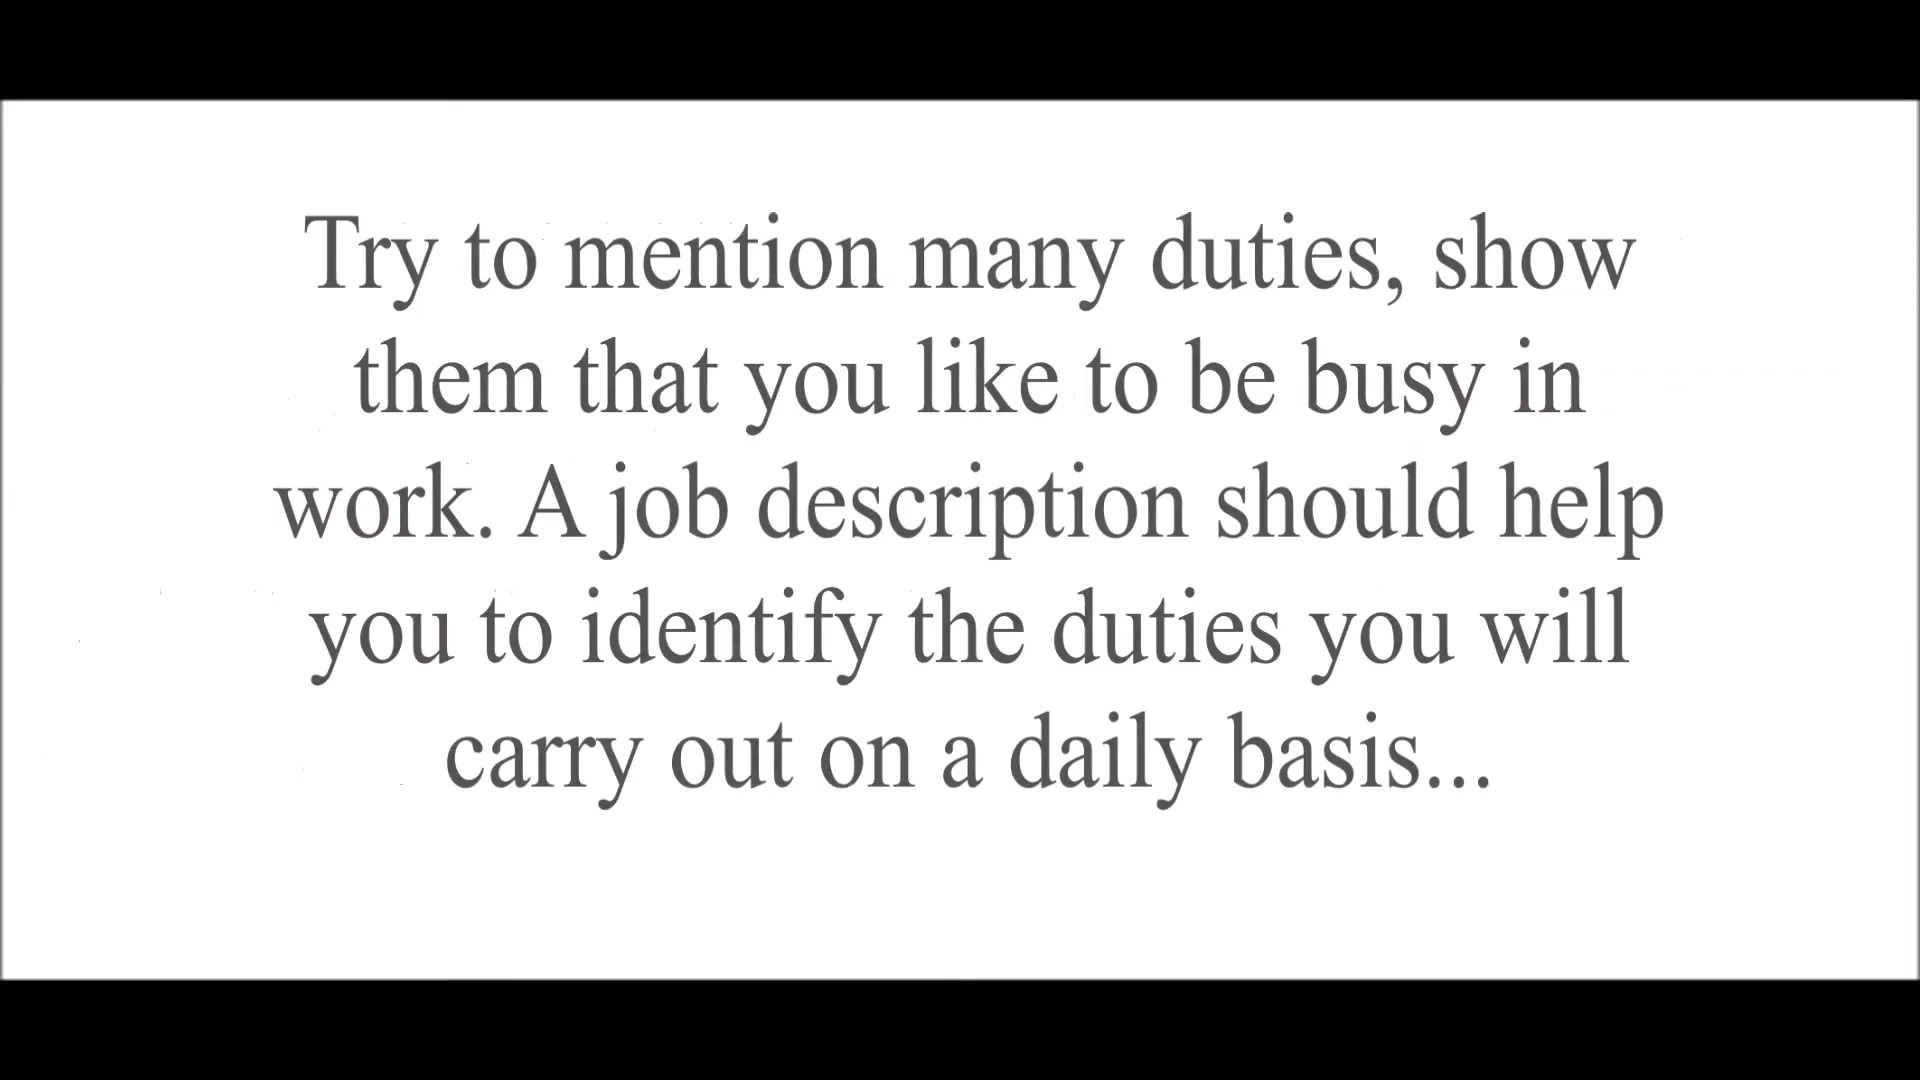 Try to mention many duties, show
them that you like to be busy in
work. A job description should help
you to identify the duties you will
carry out on a daily basis...